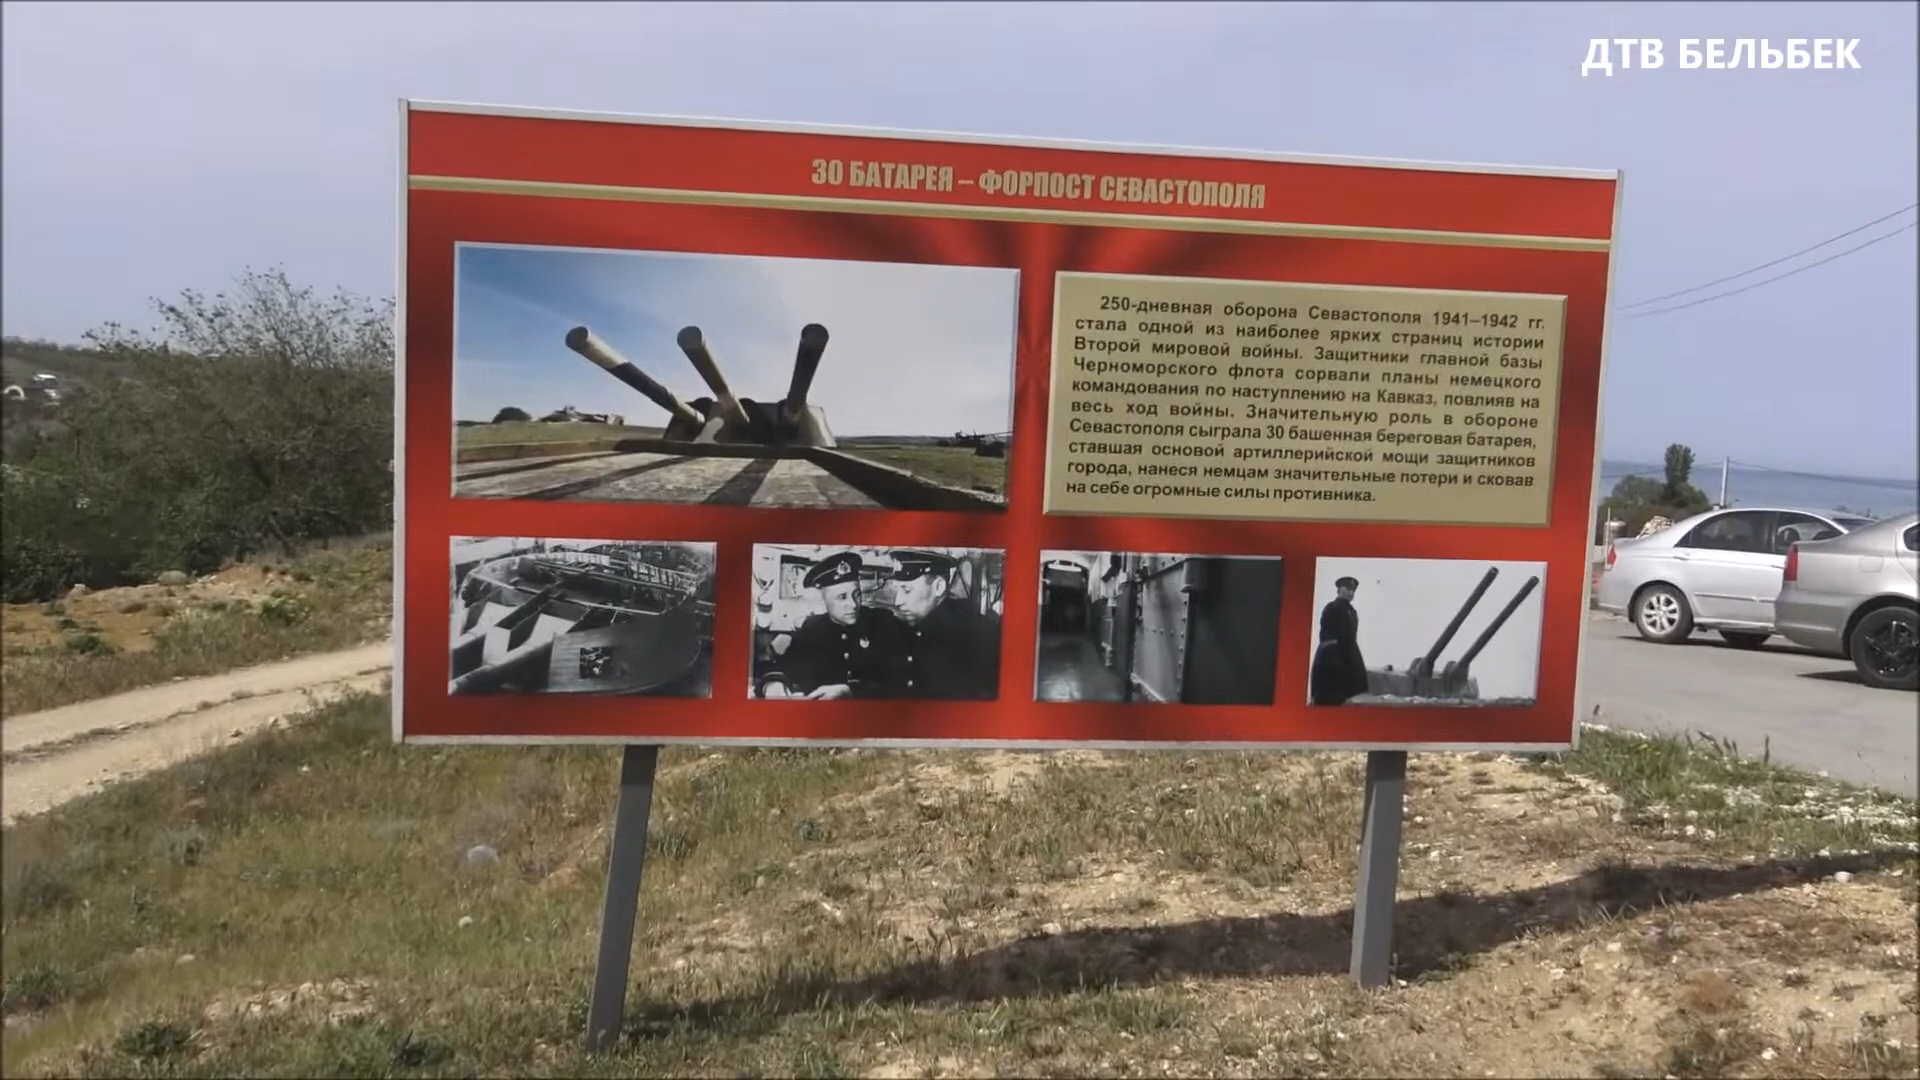 ДТВ БЕЛЬБЕК
30 БАТАРЕЯ – ФОРПОСТ СЕВАСТОПОЛЯ
250-дневная оборона Севастополя 1941–1942 гг.
стала одной из наиболее ярких страниц истории
Второй мировой войны. Защитники главной базы
Черноморского флота сорвали планы немецкого
командования по наступлению на Кавказ, повлияв на
весь ход войны. Значительную роль в обороне
Севастополя сыграла 30 башенная береговая батарея,
ставшая основой артиллерийской мощи защитников
города, нанеся немцам значительные потери и сковав
на себе огромные силы противника.